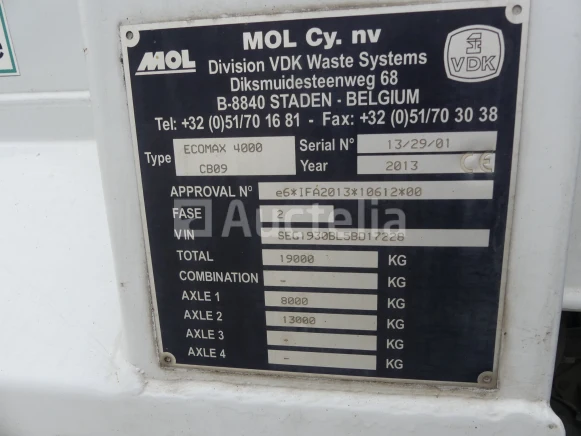 MOL
MOL Cy. nv
Division VDK Waste Systems
Diksmuidesteenweg 68
B-8840 STADEN - BELGIUM
VDK
Tel: +32 (0)51/70 16 81 - Fax: +32 (0)51/70 30 38
Type ECOMAX 4000 CB09
Serial N° 13/29/01
Year 2013 CE
APPROVAL N° e6*IFA2013*10612*00
FASE 2
VIN
TOTAL 19000 KG
COMBINATION - KG
AXLE 1 8000 KG
AXLE 2 13000 KG
AXLE 3 - KG
AXLE 4 - KG
Auctelia